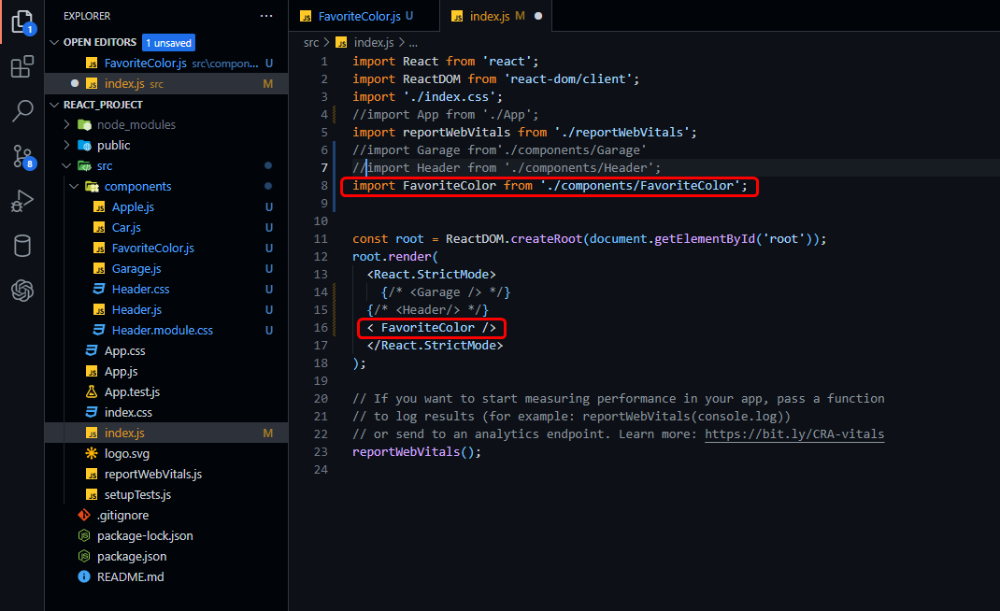 1
8
EXPLORER
OPEN EDITORS 1 unsaved
FavoriteColor.js src\compon... U
index.js src M
REACT_PROJECT
node_modules
public
src
components
Apple.js U
Car.js U
FavoriteColor.js U
Garage.js U
Header.css U
Header.js U
Header.module.css U
App.css
App.js
App.test.js
index.css
index.js M
logo.svg
reportWebVitals.js
setupTests.js
.gitignore
package-lock.json
package.json
README.md
FavoriteColor.js U
index.js M
src > index.js > ...
1 import React from 'react';
2 import ReactDOM from 'react-dom/client';
3 import './index.css';
4 //import App from './App';
5 import reportWebVitals from './reportWebVitals';
6 //import Garage from'./components/Garage'
7 //import Header from './components/Header';
8 import FavoriteColor from './components/FavoriteColor';
9
10
11 const root = ReactDOM.createRoot(document.getElementById('root'));
12 root.render(
13 <React.StrictMode>
14 {/* <Garage /> */}
15 {/* <Header/> */}
16 < FavoriteColor />
17 </React.StrictMode>
18 );
19
20 // If you want to start measuring performance in your app, pass a function
21 // to log results (for example: reportWebVitals(console.log))
22 // or send to an analytics endpoint. Learn more: https://bit.ly/CRA-vitals
23 reportWebVitals();
24